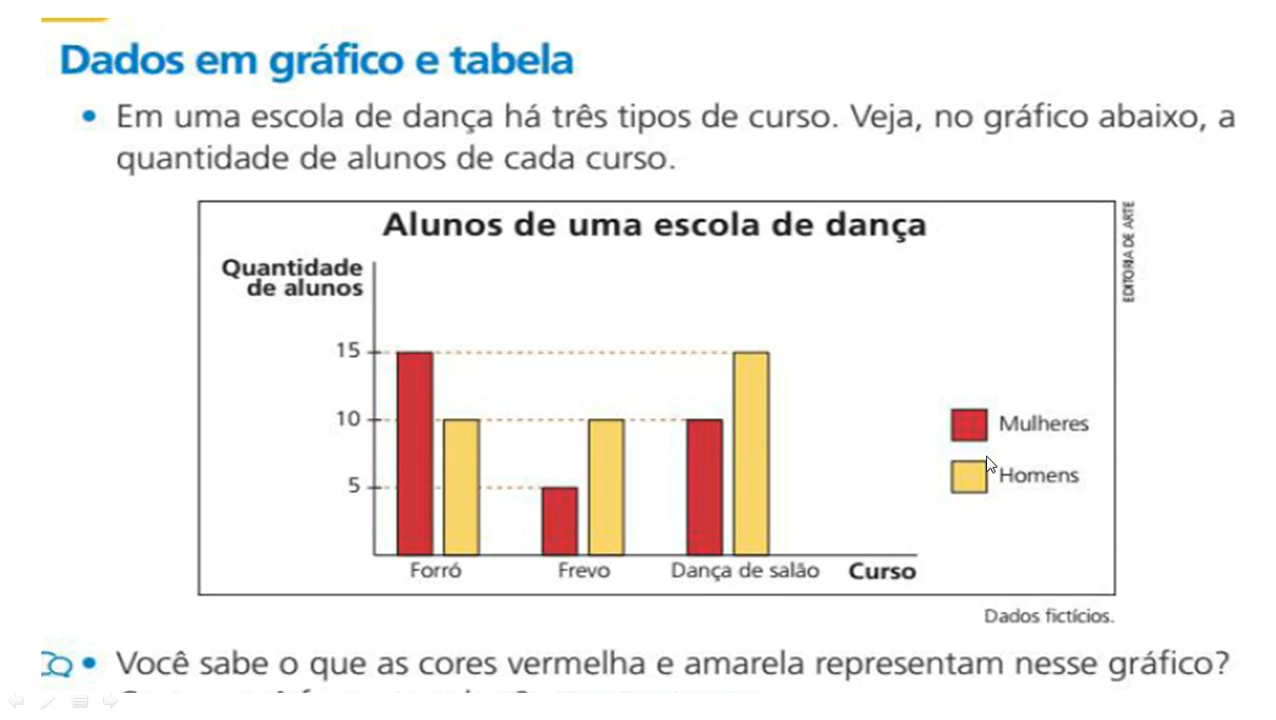 Dados em gráfico e tabela
• Em uma escola de dança há três tipos de curso. Veja, no gráfico abaixo, a
quantidade de alunos de cada curso.
Alunos de uma escola de dança
Quantidade
de alunos
15
10
5
Forró Frevo Dança de salão Curso
Mulheres
Homens
EDITORIA DE ARTE
Dados fictícios.
• Você sabe o que as cores vermelha e amarela representam nesse gráfico?